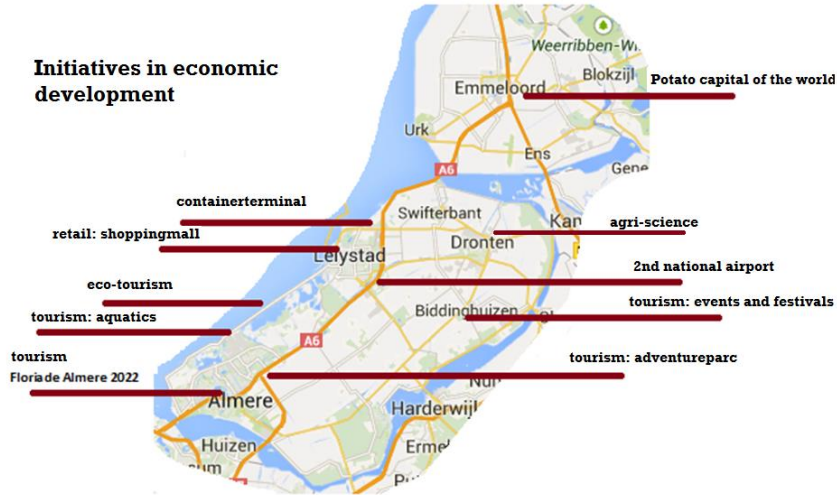 Initiatives in economic
development
Weerribben-Wi
Blokzijl
Emmeloord
Potato capital of the world
Urk
Ens
A6
Gene
containerterminal
Swifterbant
Kan
agri-science
retail: shoppingmall
Dronten
Lelystad
2nd national airport
eco-tourism
tourism: events and festivals
tourism: aquatics
Biddinghuizen
A6
tourism
tourism: adventureparc
Floriade Almere 2022
Nun
Almere
Harderwijk
Huizen
Ermel
sum